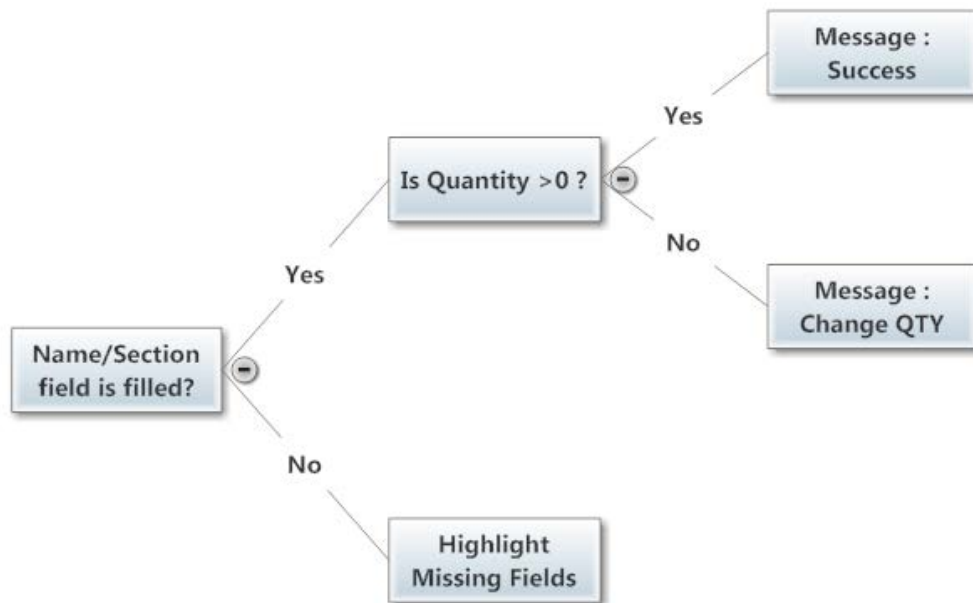 Message :
Success
Yes
Is Quantity >0 ?
No
Yes
Message :
Change QTY
Name/Section
field is filled?
No
Highlight
Missing Fields